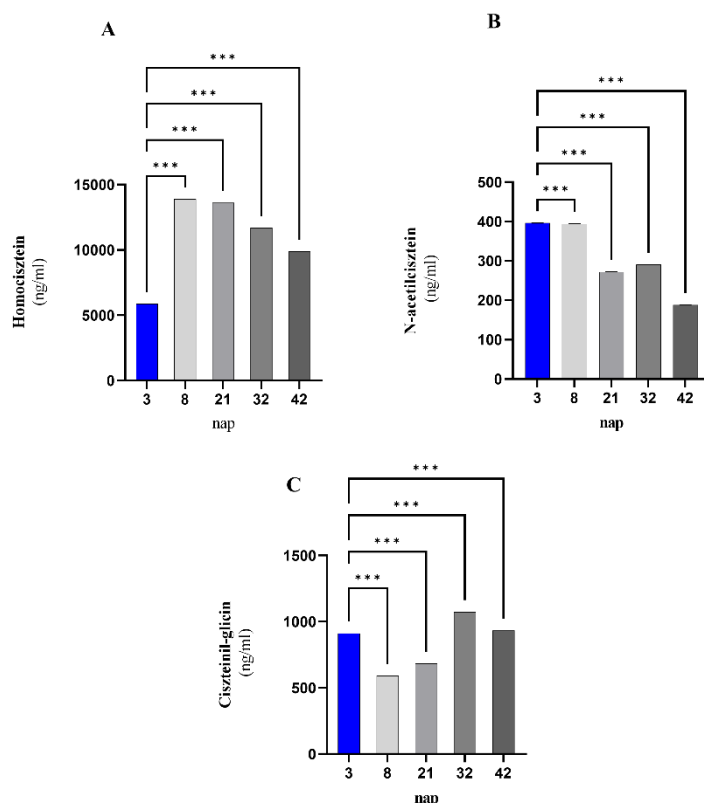 A
***
***
***
***
15000
10000
5000
0
Homocisztein
(ng/ml)
3 8 21 32 42
nap
B
***
***
***
***
500
400
300
200
100
0
N-acetilcisztein
(ng/ml)
3 8 21 32 42
nap
C
***
***
***
***
1500
1000
500
0
Ciszteinil-glicin
(ng/ml)
3 8 21 32 42
nap